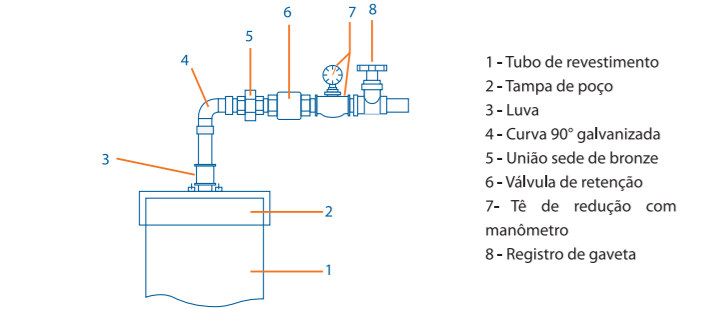 8
7
6
5
4
3
2
1
1 - Tubo de revestimento
2 - Tampa de poço
3 - Luva
4 - Curva 90° galvanizada
5 - União sede de bronze
6 - Válvula de retenção
7- Tê de redução com
manômetro
8 - Registro de gaveta